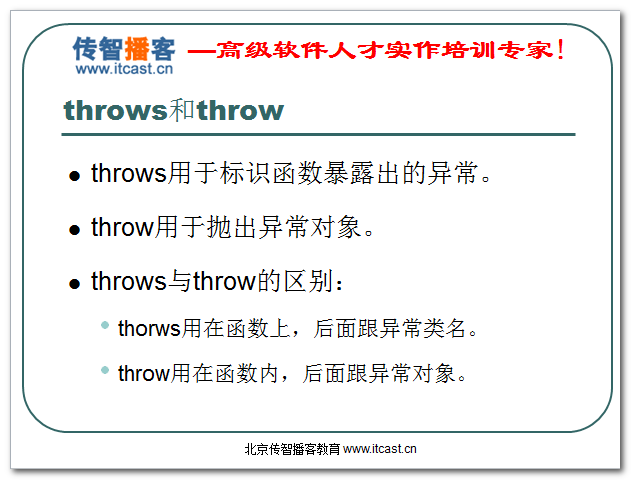 传智播客 —高级软件人才实作培训专家!
www.itcast.cn
throws和throw
● throws用于标识函数暴露出的异常。
● throw用于抛出异常对象。
● throws与throw的区别：
• thorws用在函数上，后面跟异常类名。
• throw用在函数内，后面跟异常对象。
北京传智播客教育 www.itcast.cn